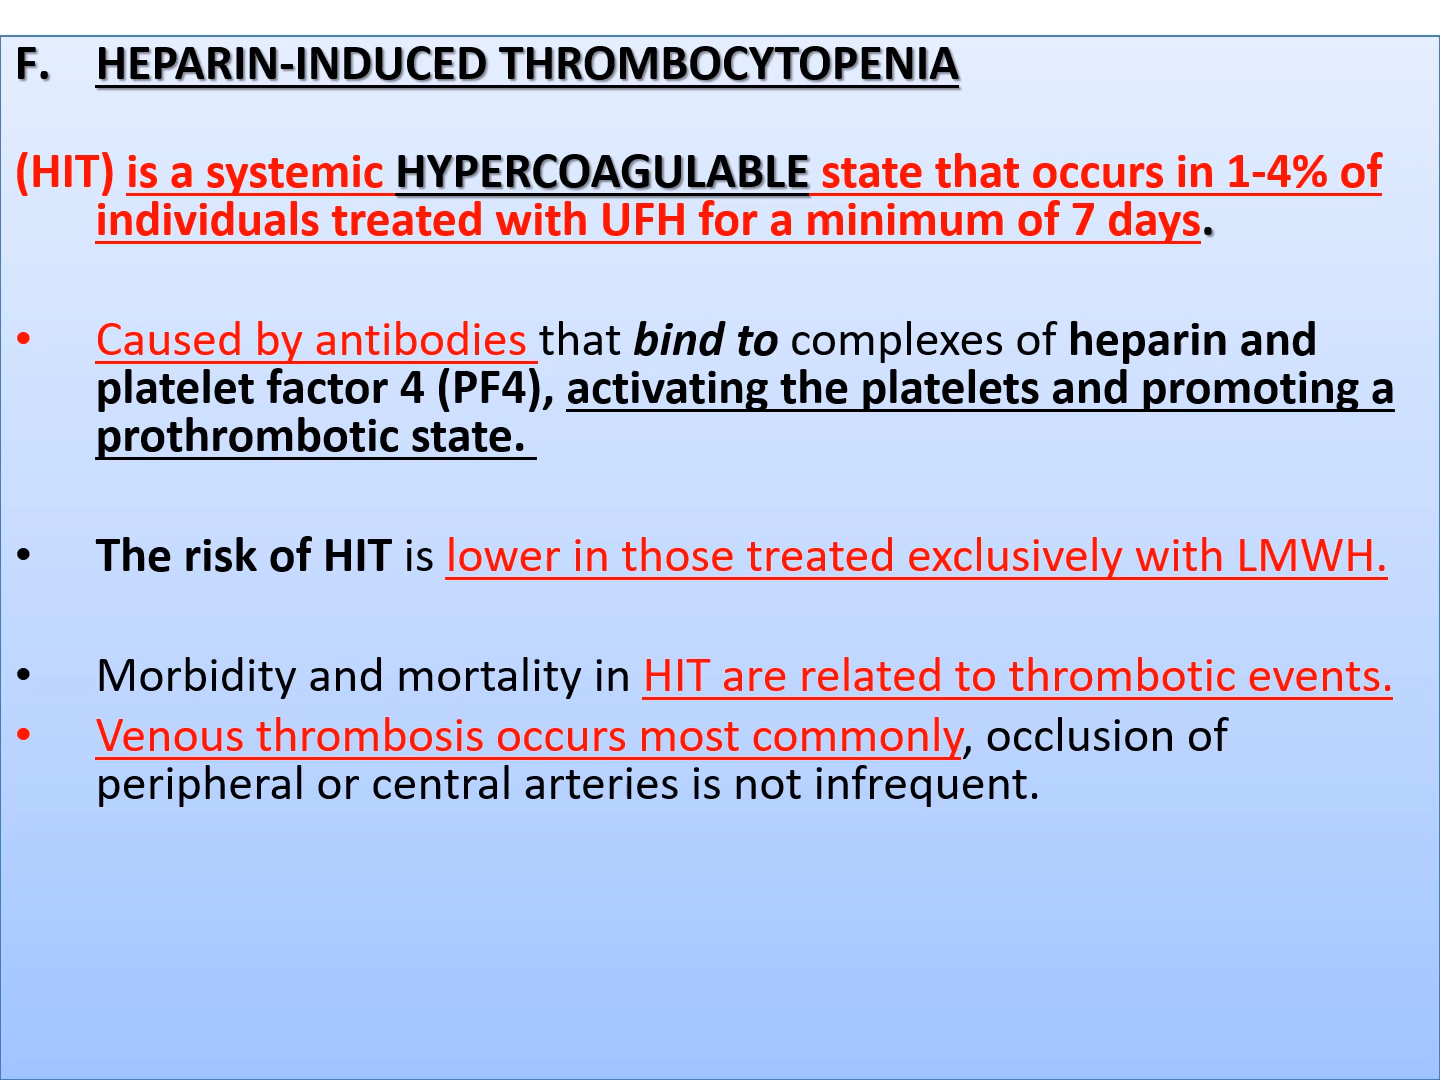 F. HEPARIN-INDUCED THROMBOCYTOPENIA
(HIT) is a systemic HYPERCOAGULABLE state that occurs in 1-4% of
individuals treated with UFH for a minimum of 7 days.
• Caused by antibodies that bind to complexes of heparin and
platelet factor 4 (PF4), activating the platelets and promoting a
prothrombotic state.
• The risk of HIT is lower in those treated exclusively with LMWH.
• Morbidity and mortality in HIT are related to thrombotic events.
• Venous thrombosis occurs most commonly, occlusion of
peripheral or central arteries is not infrequent.